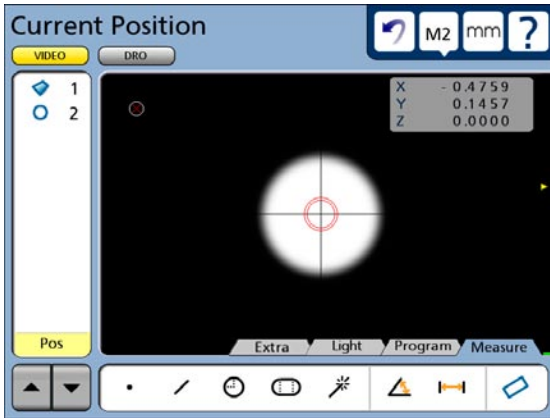 Current Position
M2
mm
?
VIDEO
DRO
1
2
X - 0.4759
Y 0.1457
Z 0.0000
Pos
Extra
Light
Program
Measure